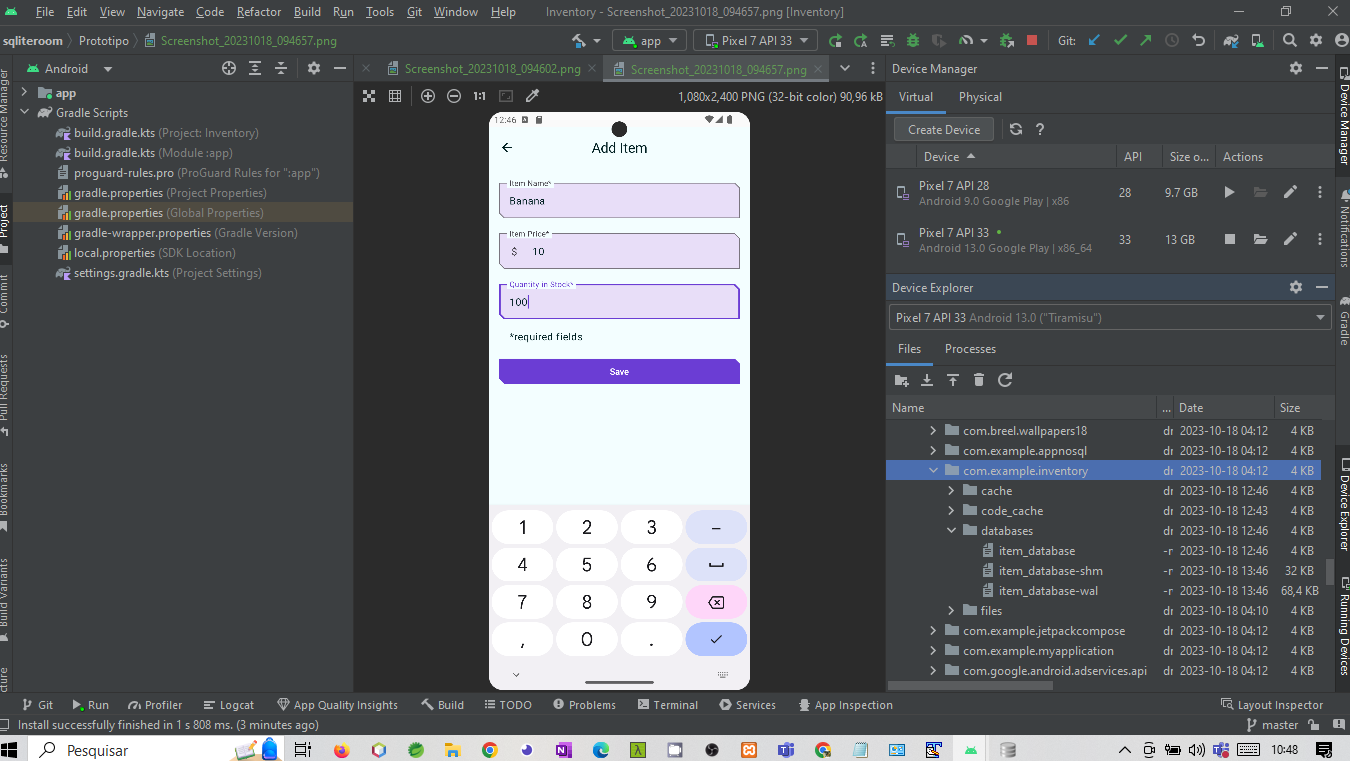 File Edit View Navigate Code Refactor Build Run Tools Git Window Help Inventory - Screenshot_20231018_094657.png [Inventory]
sqliteroom Prototipo Screenshot_20231018_094657.png app Pixel 7 API 33 Git:
Resource Manager
Project
Commit
Pull Requests
Bookmarks
Build Variants
Android
app
Gradle Scripts
build.gradle.kts (Project: Inventory)
build.gradle.kts (Module :app)
proguard-rules.pro (ProGuard Rules for ":app")
gradle.properties (Project Properties)
gradle.properties (Global Properties)
gradle-wrapper.properties (Gradle Version)
local.properties (SDK Location)
settings.gradle.kts (Project Settings)
Screenshot_20231018_094602.png Screenshot_20231018_094657.png
1:1 1,080x2,400 PNG (32-bit color) 90,96 kB
12:46
Add Item
Item Name*
Banana
Item Price*
$ 10
Quantity in Stock*
100
*required fields
Save
1 2 3 –
4 5 6
7 8 9
, 0 .
Device Manager
Virtual Physical
Create Device ?
Device API Size o... Actions
Pixel 7 API 28 28 9.7 GB
Android 9.0 Google Play | x86
Pixel 7 API 33 33 13 GB
Android 13.0 Google Play | x86_64
Device Explorer
Pixel 7 API 33 Android 13.0 ("Tiramisu")
Files Processes
Name ... Date Size
com.breel.wallpapers18 dr 2023-10-18 04:12 4 KB
com.example.appnosql dr 2023-10-18 04:12 4 KB
com.example.inventory dr 2023-10-18 04:12 4 KB
cache dr 2023-10-18 12:46 4 KB
code_cache dr 2023-10-18 12:43 4 KB
databases dr 2023-10-18 12:46 4 KB
item_database -r 2023-10-18 12:46 4 KB
item_database-shm -r 2023-10-18 13:46 32 KB
item_database-wal -r 2023-10-18 13:46 68,4 KB
files dr 2023-10-18 04:10 4 KB
com.example.jetpackcompose dr 2023-10-18 04:12 4 KB
com.example.myapplication dr 2023-10-18 04:12 4 KB
com.google.android.adservices.api dr 2023-10-18 04:12 4 KB
Device Manager
Notifications
Gradle
Device Explorer
Running Devices
Git Run Profiler Logcat App Quality Insights Build TODO Problems Terminal Services App Inspection Layout Inspector
Install successfully finished in 1 s 808 ms. (3 minutes ago) master
Pesquisar 10:48